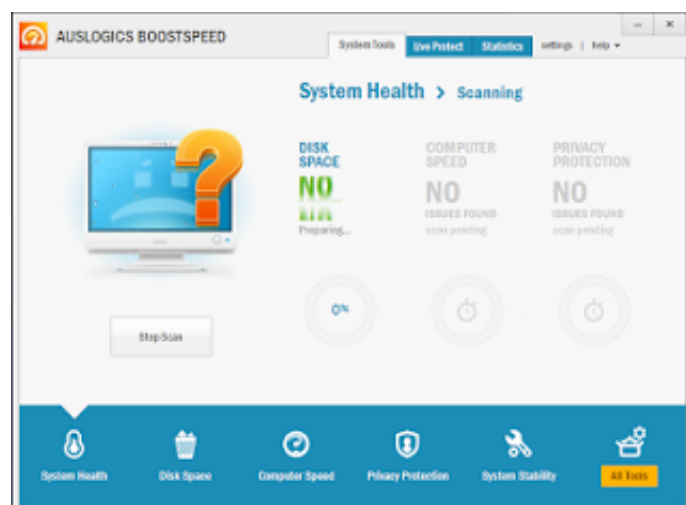 AUSLOGICS BOOSTSPEED
System Tools Live Protect Statistics settings | help
System Health > Scanning
DISK SPACE
NO
Preparing...
COMPUTER SPEED
NO
ISSUES FOUND
scan pending
PRIVACY PROTECTION
NO
ISSUES FOUND
scan pending
0%
Stop Scan
System Health Disk Space Computer Speed Privacy Protection System Stability All Tools